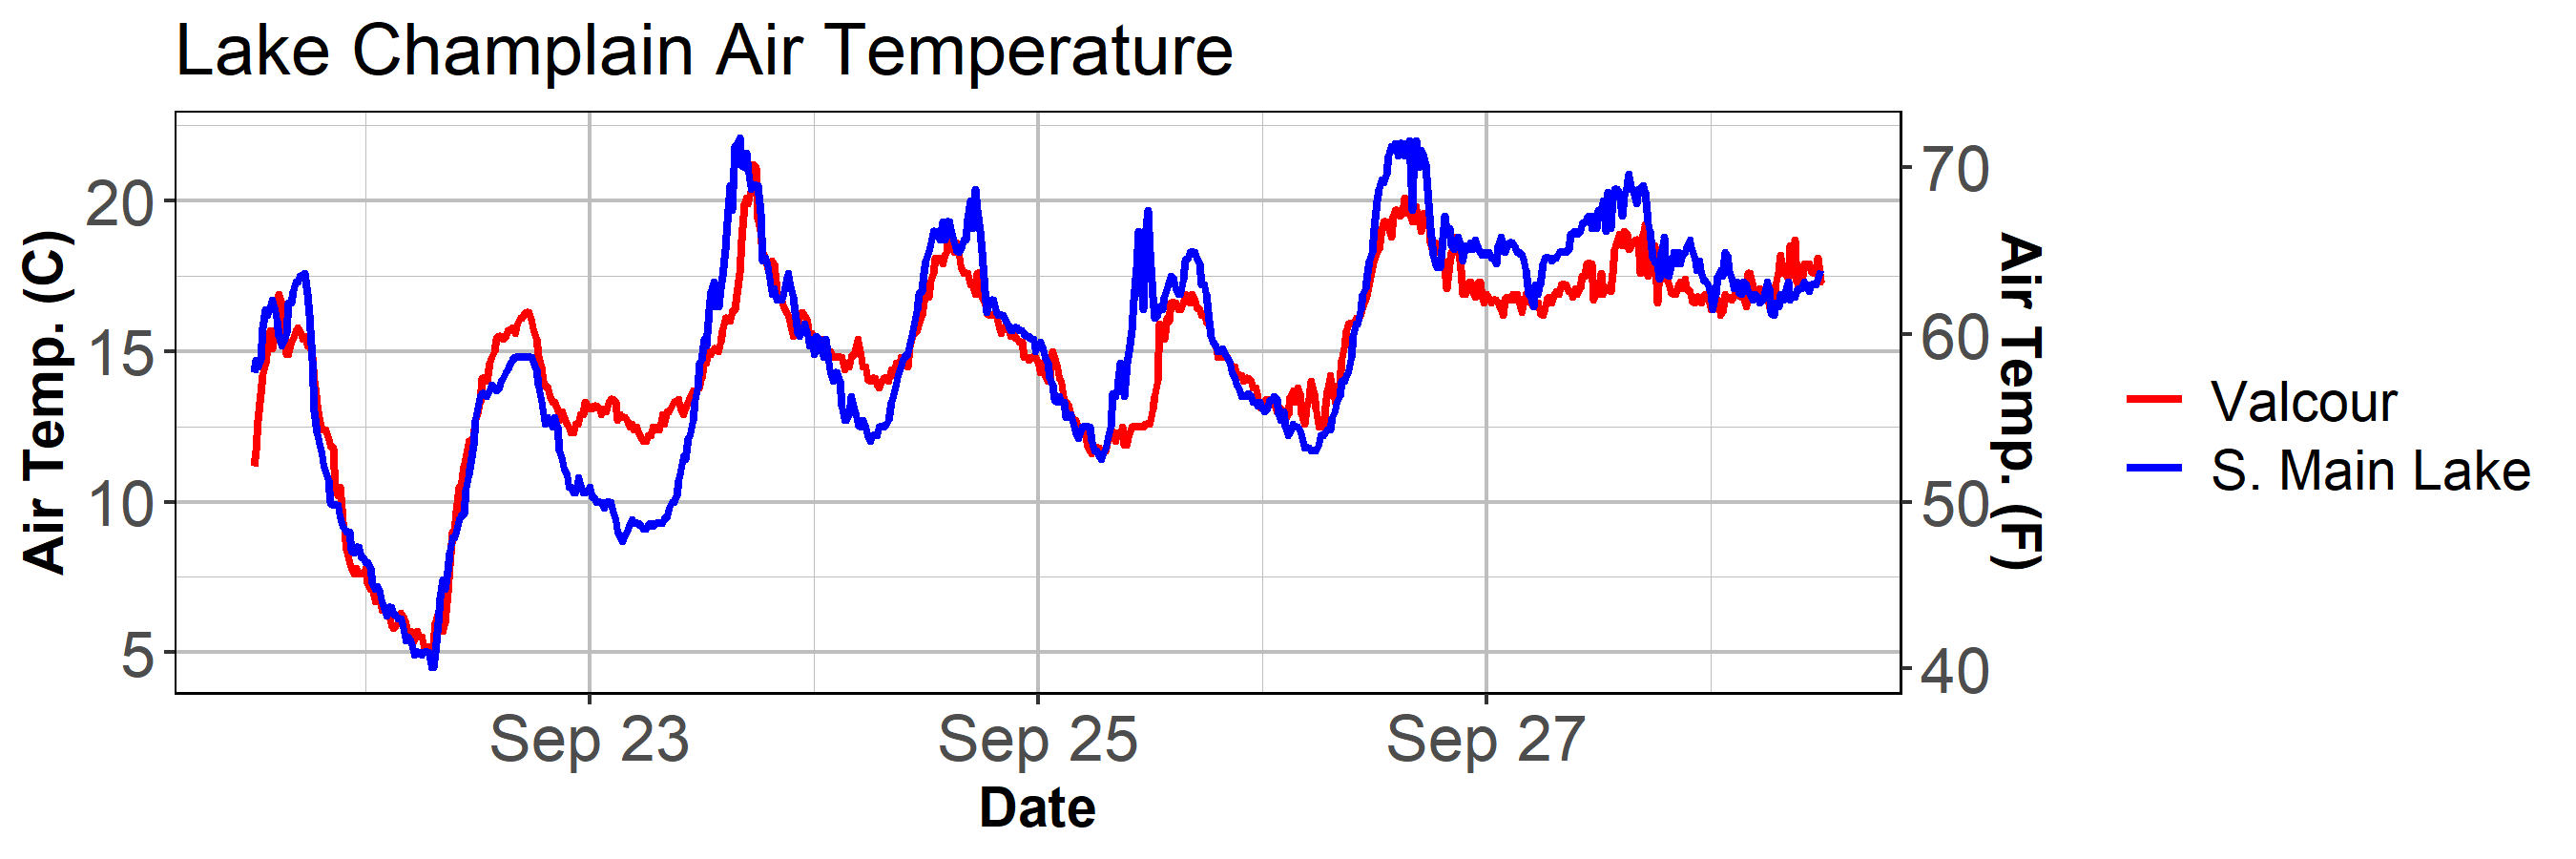 Lake Champlain Air Temperature
Air Temp. (C)
20
15
10
5
70
60
50
40
Air Temp. (F)
Sep 23
Sep 25
Sep 27
Date
Valcour
S. Main Lake